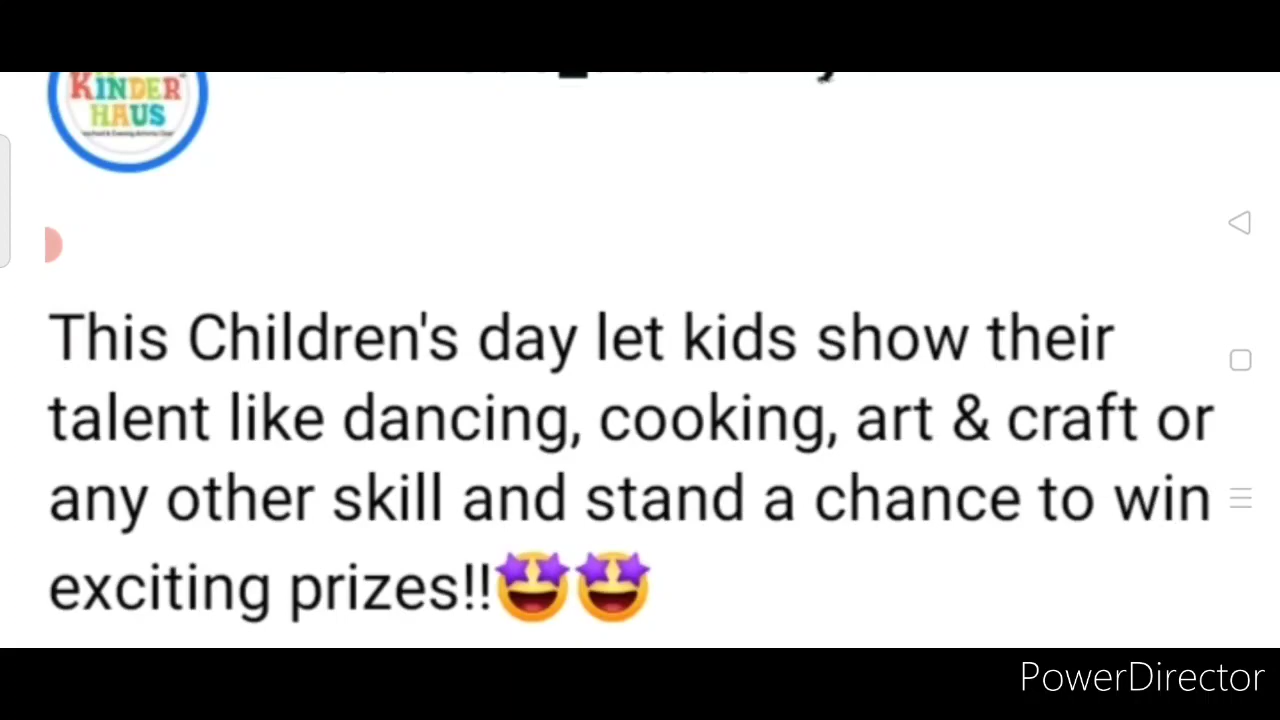 KINDER
HAUS
This Children's day let kids show their
talent like dancing, cooking, art & craft or
any other skill and stand a chance to win
exciting prizes!!🤩🤩
PowerDirector